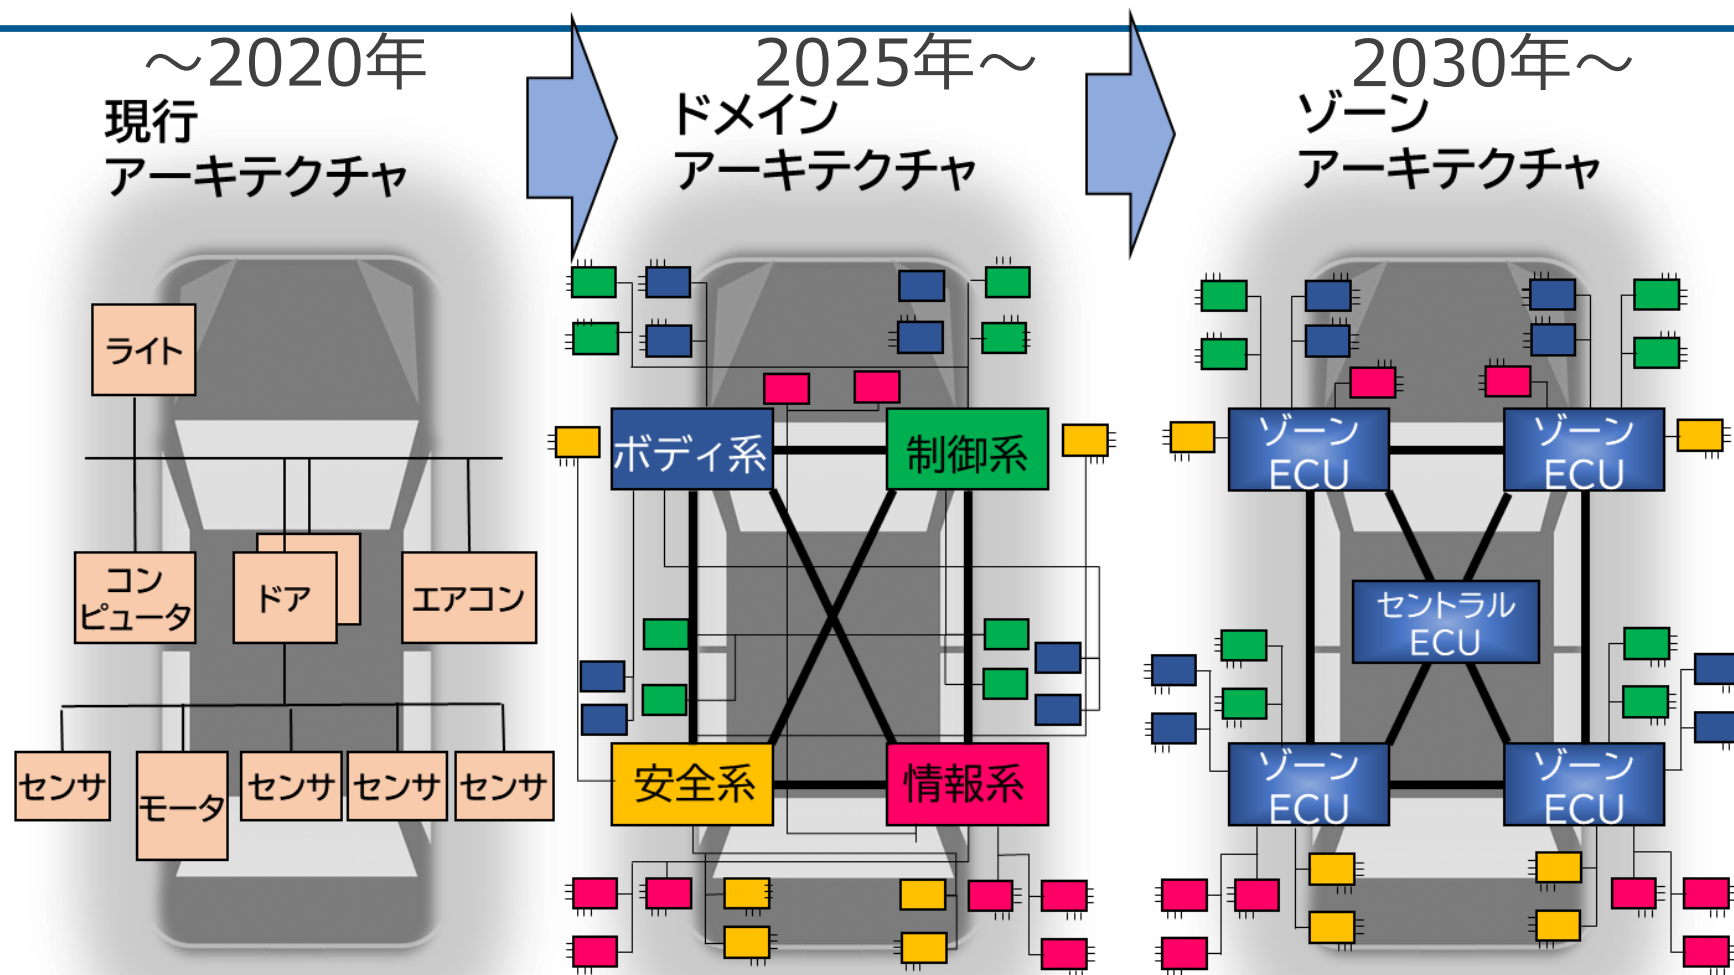 ～2020年
現行
アーキテクチャ
ライト
コン
ピュータ
ドア
エアコン
センサ
モータ
センサ
センサ
センサ
2025年～
ドメイン
アーキテクチャ
ボディ系
制御系
安全系
情報系
2030年～
ゾーン
アーキテクチャ
ゾーン
ECU
ゾーン
ECU
セントラル
ECU
ゾーン
ECU
ゾーン
ECU